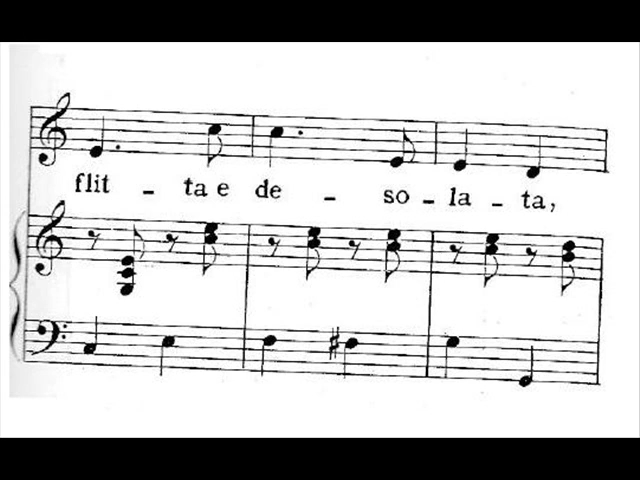 flit - ta e de - so - la - ta,